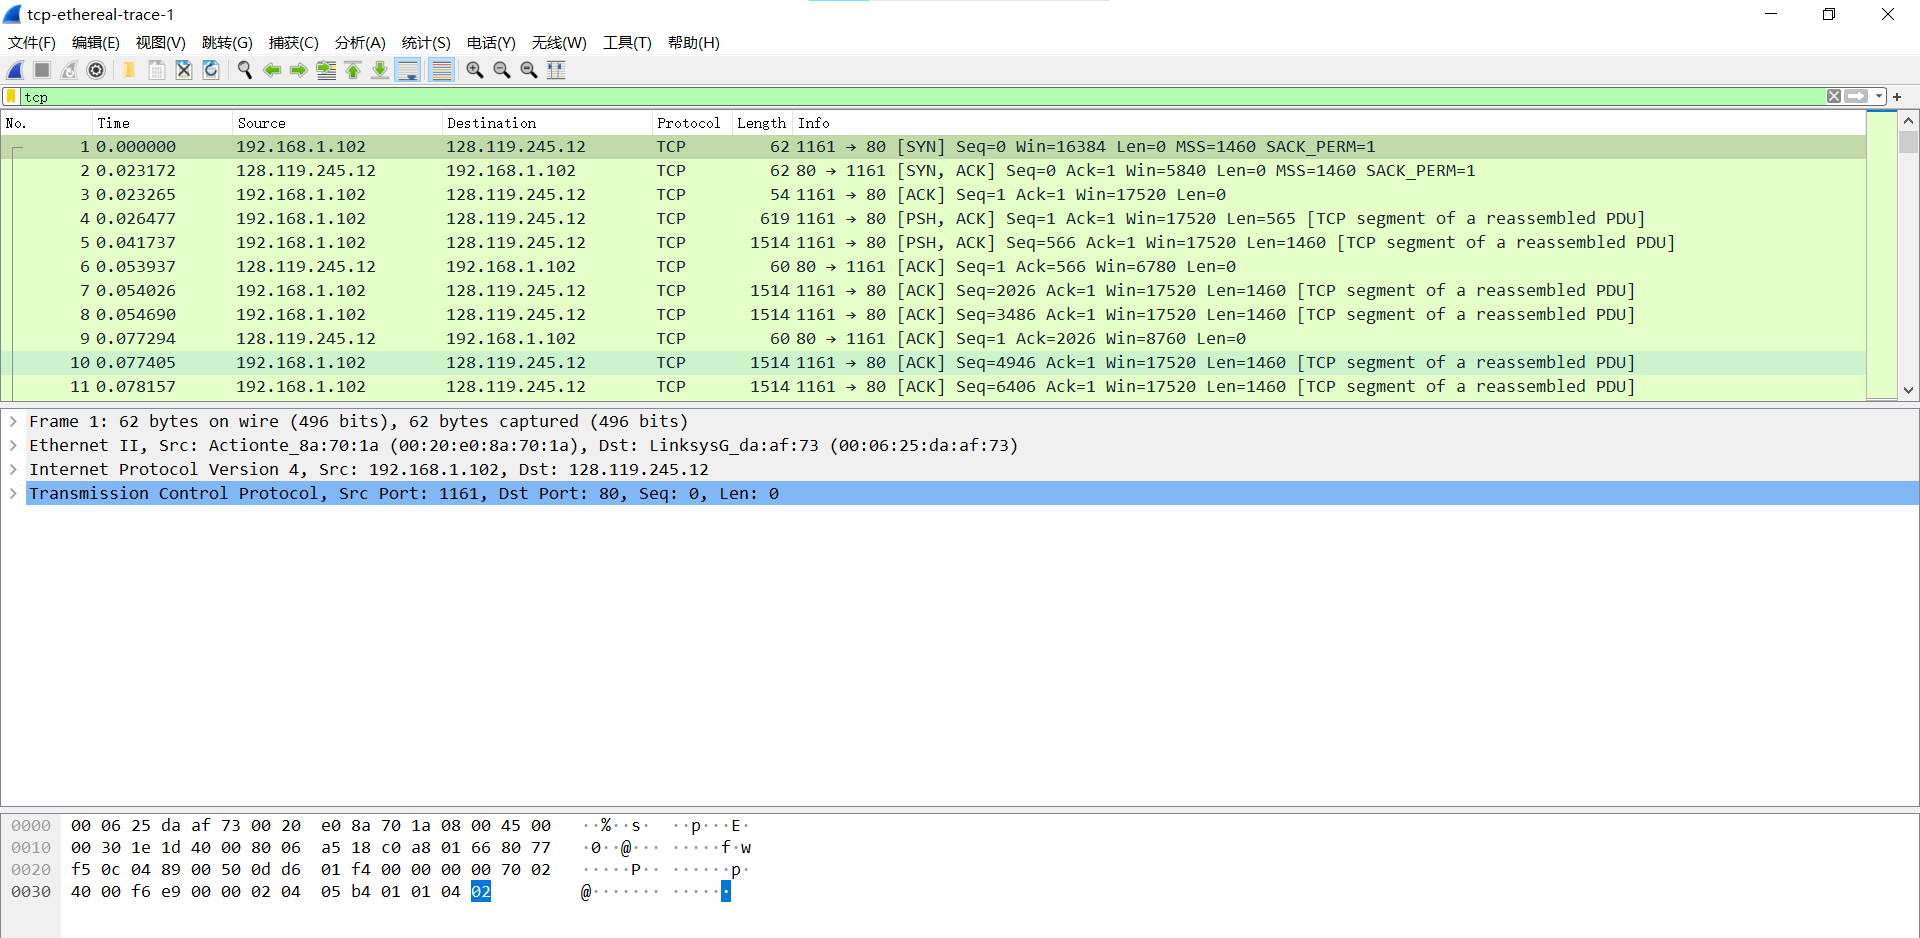 tcp-ethereal-trace-1
文件(F) 编辑(E) 视图(V) 跳转(G) 捕获(C) 分析(A) 统计(S) 电话(Y) 无线(W) 工具(T) 帮助(H)
tcp
No. Time Source Destination Protocol Length Info
1 0.000000 192.168.1.102 128.119.245.12 TCP 62 1161 → 80 [SYN] Seq=0 Win=16384 Len=0 MSS=1460 SACK_PERM=1
2 0.023172 128.119.245.12 192.168.1.102 TCP 62 80 → 1161 [SYN, ACK] Seq=0 Ack=1 Win=5840 Len=0 MSS=1460 SACK_PERM=1
3 0.023265 192.168.1.102 128.119.245.12 TCP 54 1161 → 80 [ACK] Seq=1 Ack=1 Win=17520 Len=0
4 0.026477 192.168.1.102 128.119.245.12 TCP 619 1161 → 80 [PSH, ACK] Seq=1 Ack=1 Win=17520 Len=565 [TCP segment of a reassembled PDU]
5 0.041737 192.168.1.102 128.119.245.12 TCP 1514 1161 → 80 [PSH, ACK] Seq=566 Ack=1 Win=17520 Len=1460 [TCP segment of a reassembled PDU]
6 0.053937 128.119.245.12 192.168.1.102 TCP 60 80 → 1161 [ACK] Seq=1 Ack=566 Win=6780 Len=0
7 0.054026 192.168.1.102 128.119.245.12 TCP 1514 1161 → 80 [ACK] Seq=2026 Ack=1 Win=17520 Len=1460 [TCP segment of a reassembled PDU]
8 0.054690 192.168.1.102 128.119.245.12 TCP 1514 1161 → 80 [ACK] Seq=3486 Ack=1 Win=17520 Len=1460 [TCP segment of a reassembled PDU]
9 0.077294 128.119.245.12 192.168.1.102 TCP 60 80 → 1161 [ACK] Seq=1 Ack=2026 Win=8760 Len=0
10 0.077405 192.168.1.102 128.119.245.12 TCP 1514 1161 → 80 [ACK] Seq=4946 Ack=1 Win=17520 Len=1460 [TCP segment of a reassembled PDU]
11 0.078157 192.168.1.102 128.119.245.12 TCP 1514 1161 → 80 [ACK] Seq=6406 Ack=1 Win=17520 Len=1460 [TCP segment of a reassembled PDU]
Frame 1: 62 bytes on wire (496 bits), 62 bytes captured (496 bits)
Ethernet II, Src: Actionte_8a:70:1a (00:20:e0:8a:70:1a), Dst: LinksysG_da:af:73 (00:06:25:da:af:73)
Internet Protocol Version 4, Src: 192.168.1.102, Dst: 128.119.245.12
Transmission Control Protocol, Src Port: 1161, Dst Port: 80, Seq: 0, Len: 0
0000 00 06 25 da af 73 00 20 e0 8a 70 1a 08 00 45 00 ··%··s· ··p···E·
0010 00 30 1e 1d 40 00 80 06 a5 18 c0 a8 01 66 80 77 ·0··@··· ·····f·w
0020 f5 0c 04 89 00 50 0d d6 01 f4 00 00 00 00 70 02 ·····P·· ······p·
0030 40 00 f6 e9 00 00 02 04 05 b4 01 01 04 02 @······· ······